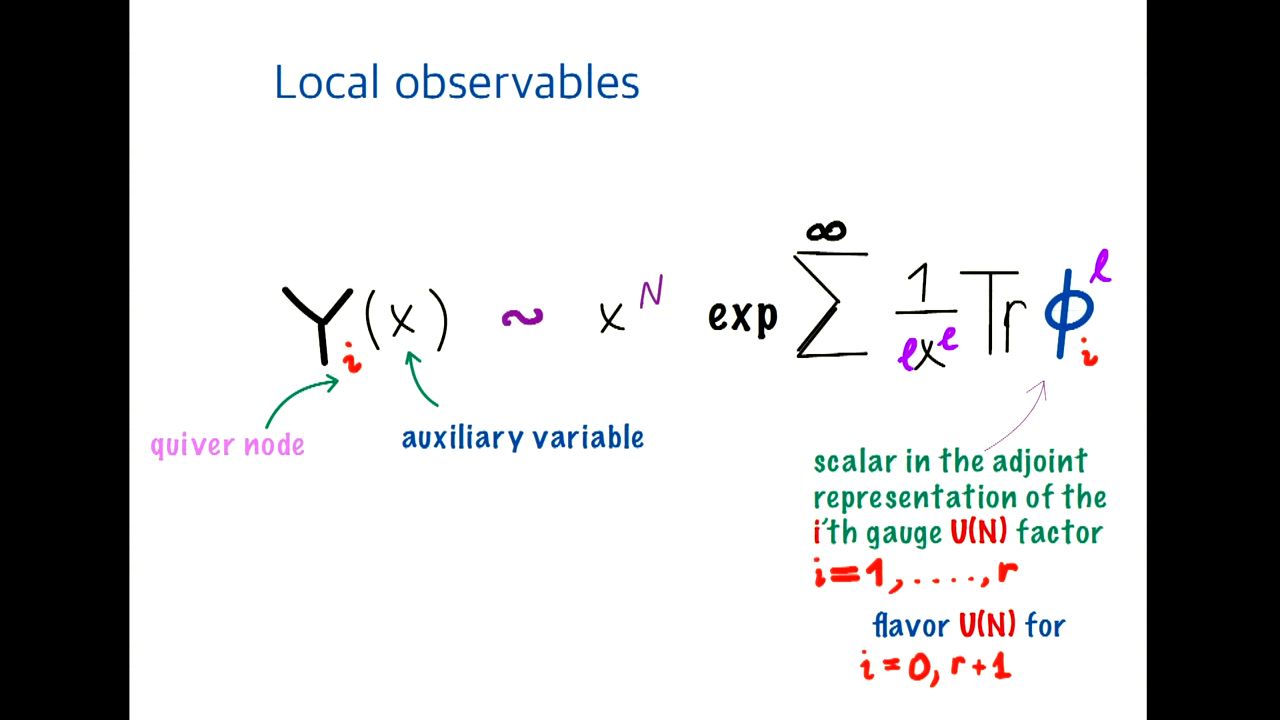 Local observables
Y_i(x) ~ x^N exp ∑^∞ 1/(ℓx^ℓ) Tr ϕ_i^ℓ
quiver node
auxiliary variable
scalar in the adjoint
representation of the
i'th gauge U(N) factor
i=1,....,r
flavor U(N) for
i=0, r+1